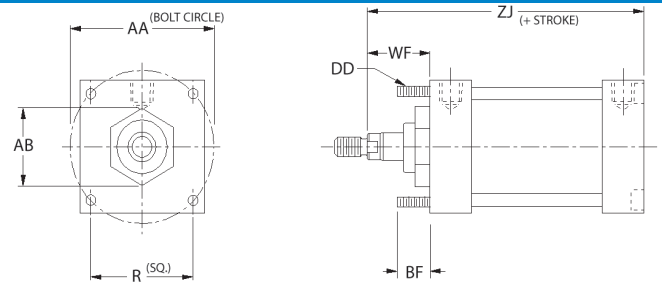 AA (BOLT CIRCLE)
AB
R (SQ.)
ZJ (+ STROKE)
WF
DD
BF